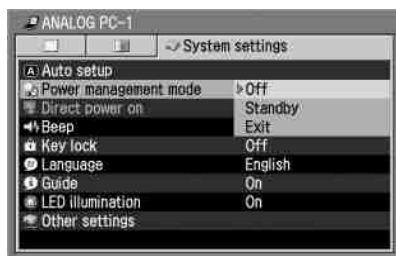 ANALOG PC-1
System settings
Auto setup
Power management mode Off
Direct power on Standby
Beep Exit
Key lock Off
Language English
Guide On
LED illumination On
Other settings